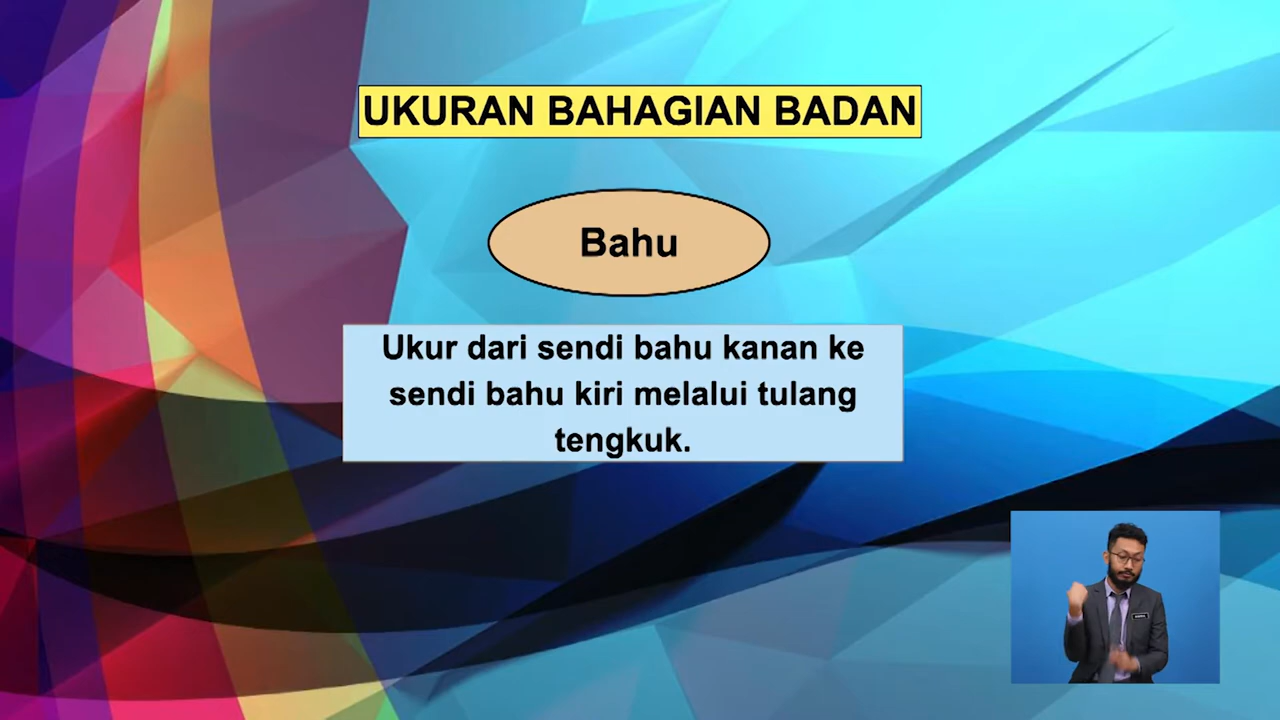 UKURAN BAHAGIAN BADAN
Bahu
Ukur dari sendi bahu kanan ke
sendi bahu kiri melalui tulang
tengkuk.